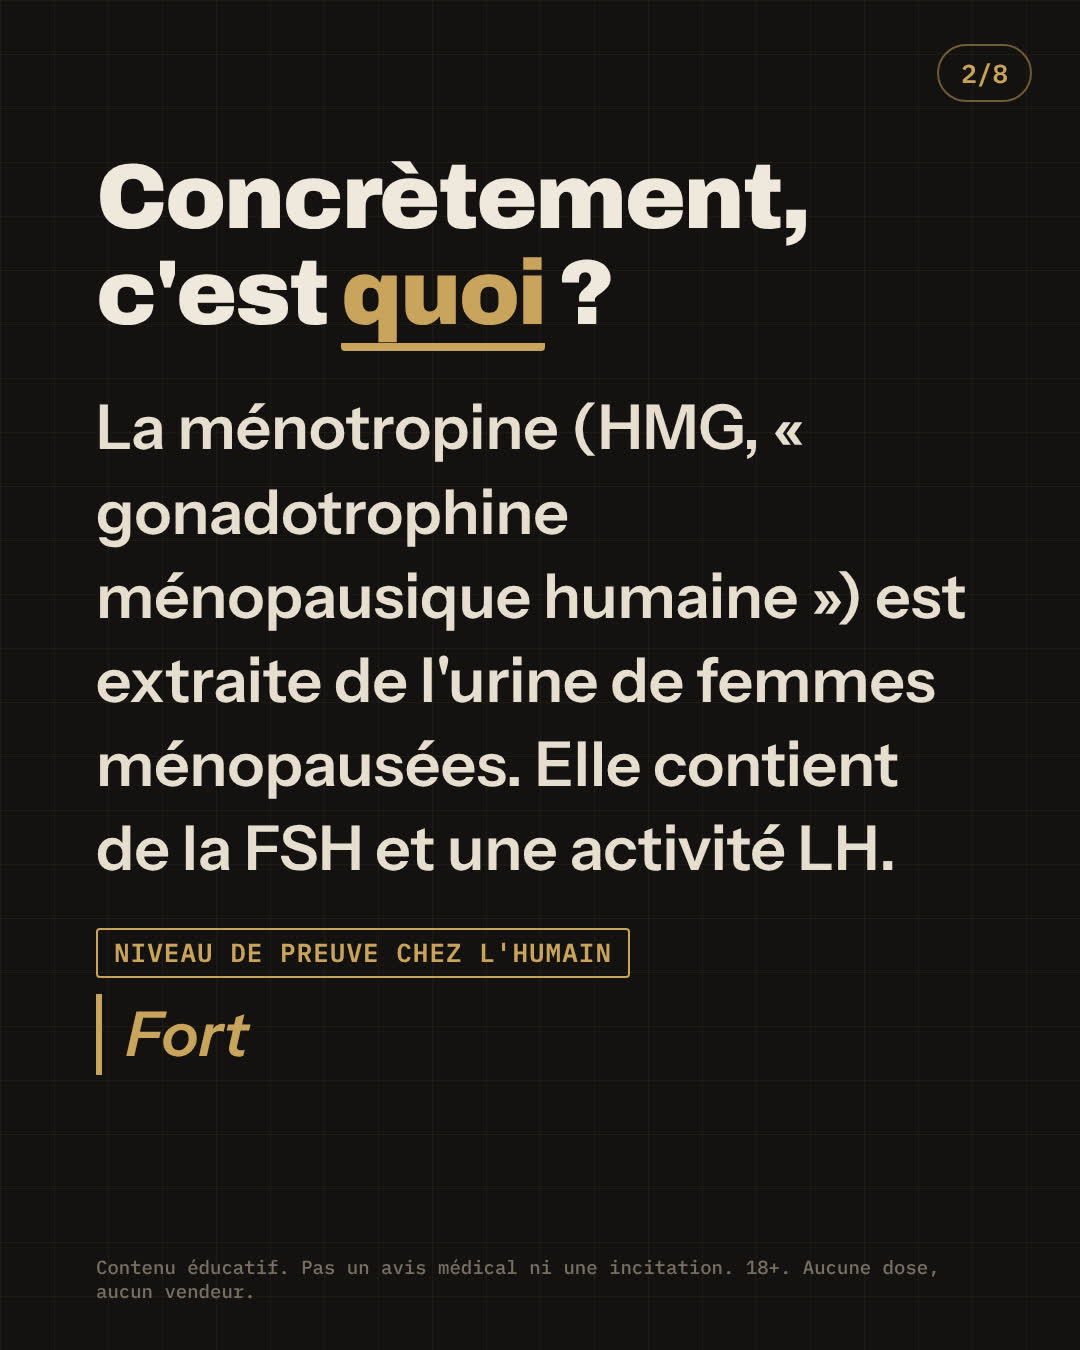 2/8
Concrètement,
c'est quoi ?
La ménotropine (HMG, «
gonadotrophine
ménopausique humaine ») est
extraite de l'urine de femmes
ménopausées. Elle contient
de la FSH et une activité LH.
NIVEAU DE PREUVE CHEZ L'HUMAIN
Fort
Contenu éducatif. Pas un avis médical ni une incitation. 18+. Aucune dose,
aucun vendeur.